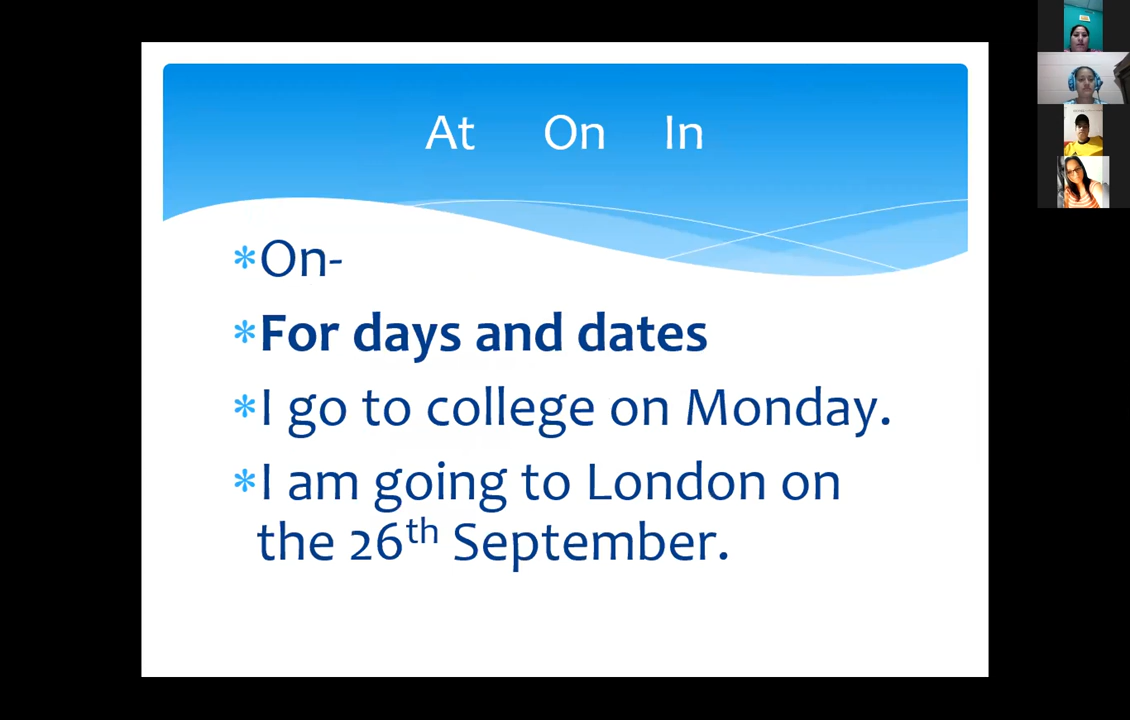 At On In
*On-
*For days and dates
*I go to college on Monday.
*I am going to London on
the 26th September.